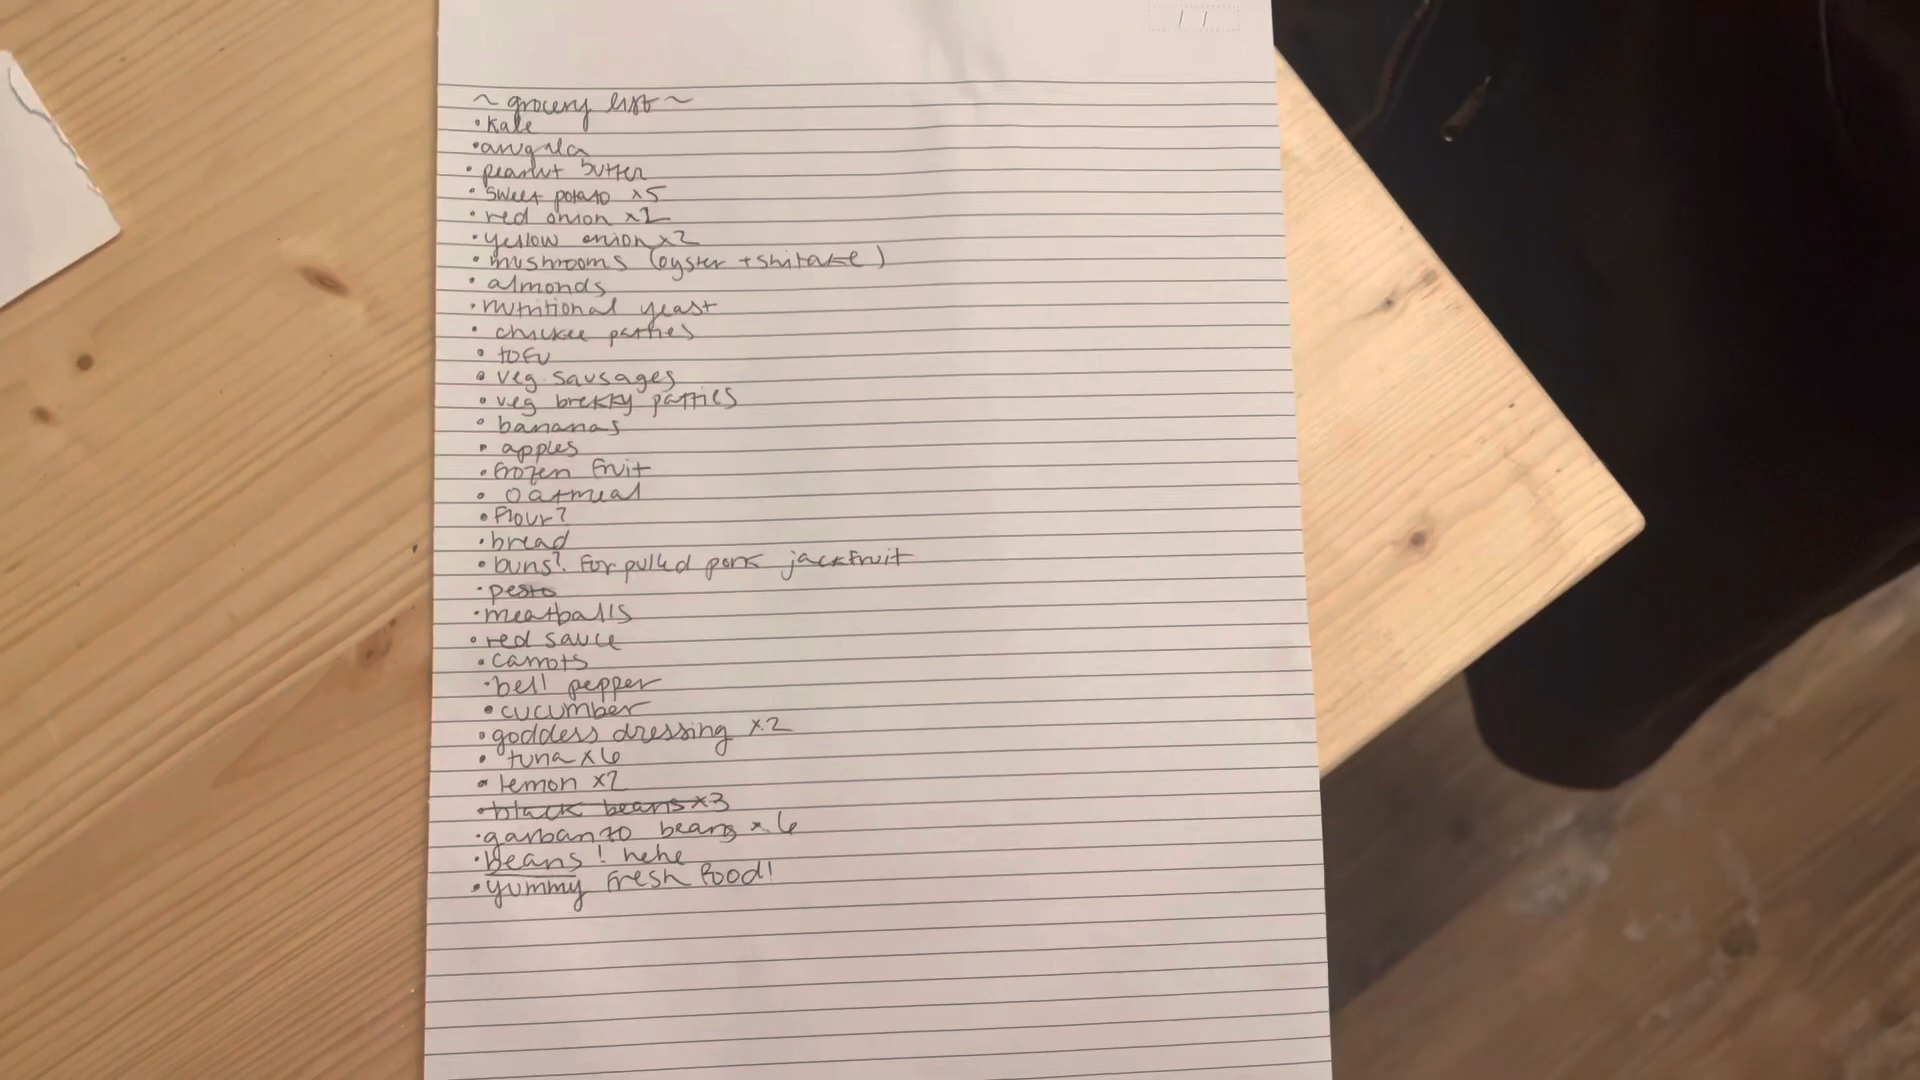 / /
~ grocery list ~
• kale
• arugula
• peanut butter
• sweet potato x5
• red onion x1
• yellow onion x2
• mushrooms (oyster + shitake)
• almonds
• nutritional yeast
• chickee patties
• tofu
• veg sausages
• veg brekky patties
• bananas
• apples
• frozen fruit
• oatmeal
• flour?
• bread
• buns? For pulled pork jackfruit
• pesto
• meatballs
• red sauce
• carrots
• bell pepper
• cucumber
• goddess dressing x2
• tuna x6
• lemon x2
• black beans x3
• garbanzo beans x6
• beans! hehe
• yummy fresh food!